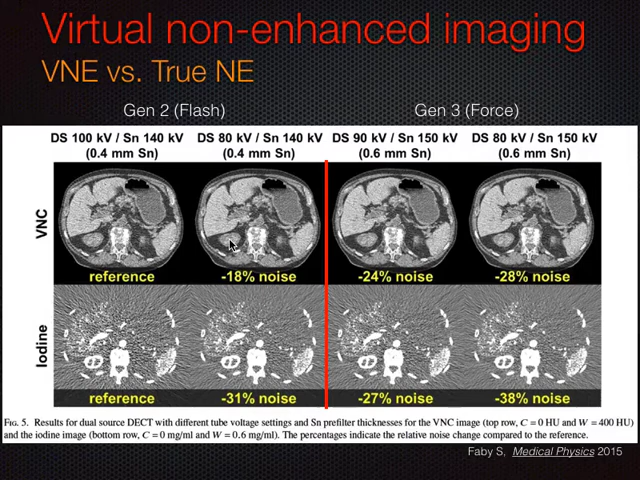 Virtual non-enhanced imaging
VNE vs. True NE
Gen 2 (Flash)
Gen 3 (Force)
DS 100 kV / Sn 140 kV
(0.4 mm Sn)
DS 80 kV / Sn 140 kV
(0.4 mm Sn)
DS 90 kV / Sn 150 kV
(0.6 mm Sn)
DS 80 kV / Sn 150 kV
(0.6 mm Sn)
VNC
reference
-18% noise
-24% noise
-28% noise
Iodine
reference
-31% noise
-27% noise
-38% noise
FIG. 5. Results for dual source DECT with different tube voltage settings and Sn prefilter thicknesses for the VNC image (top row, C = 0 HU and W = 400 HU)
and the iodine image (bottom row, C = 0 mg/ml and W = 0.6 mg/ml). The percentages indicate the relative noise change compared to the reference.
Faby S, Medical Physics 2015